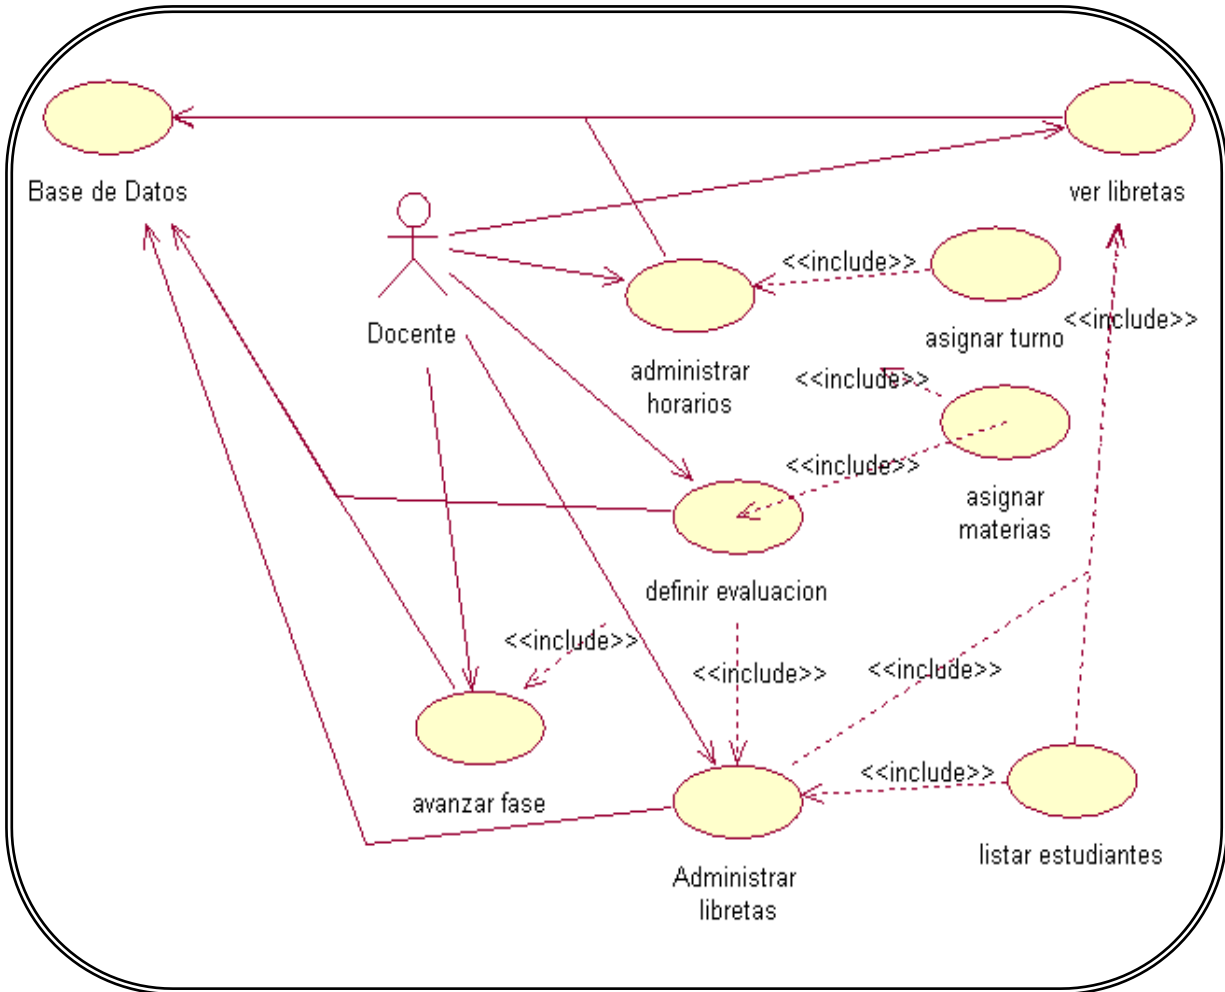 Base de Datos
ver libretas
<<include>>
<<include>>
Docente
asignar turno
administrar
horarios
<<include>>
<<include>>
asignar
materias
definir evaluacion
<<include>>
<<include>>
<<include>>
<<include>>
avanzar fase
listar estudiantes
Administrar
libretas